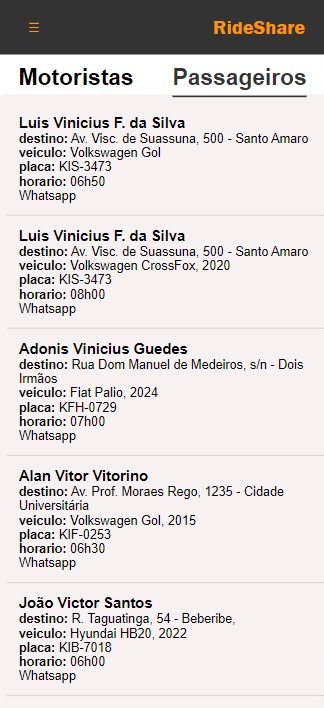 ☰ RideShare
Motoristas Passageiros
Luis Vinicius F. da Silva
destino: Av. Visc. de Suassuna, 500 - Santo Amaro
veiculo: Volkswagen Gol
placa: KIS-3473
horario: 06h50
Whatsapp
Luis Vinicius F. da Silva
destino: Av. Visc. de Suassuna, 500 - Santo Amaro
veiculo: Volkswagen CrossFox, 2020
placa: KIS-3473
horario: 08h00
Whatsapp
Adonis Vinicius Guedes
destino: Rua Dom Manuel de Medeiros, s/n - Dois
Irmãos
veiculo: Fiat Palio, 2024
placa: KFH-0729
horario: 07h00
Whatsapp
Alan Vitor Vitorino
destino: Av. Prof. Moraes Rego, 1235 - Cidade
Universitária
veiculo: Volkswagen Gol, 2015
placa: KIF-0253
horario: 06h30
Whatsapp
João Victor Santos
destino: R. Taguatinga, 54 - Beberibe,
veiculo: Hyundai HB20, 2022
placa: KIB-7018
horario: 06h00
Whatsapp